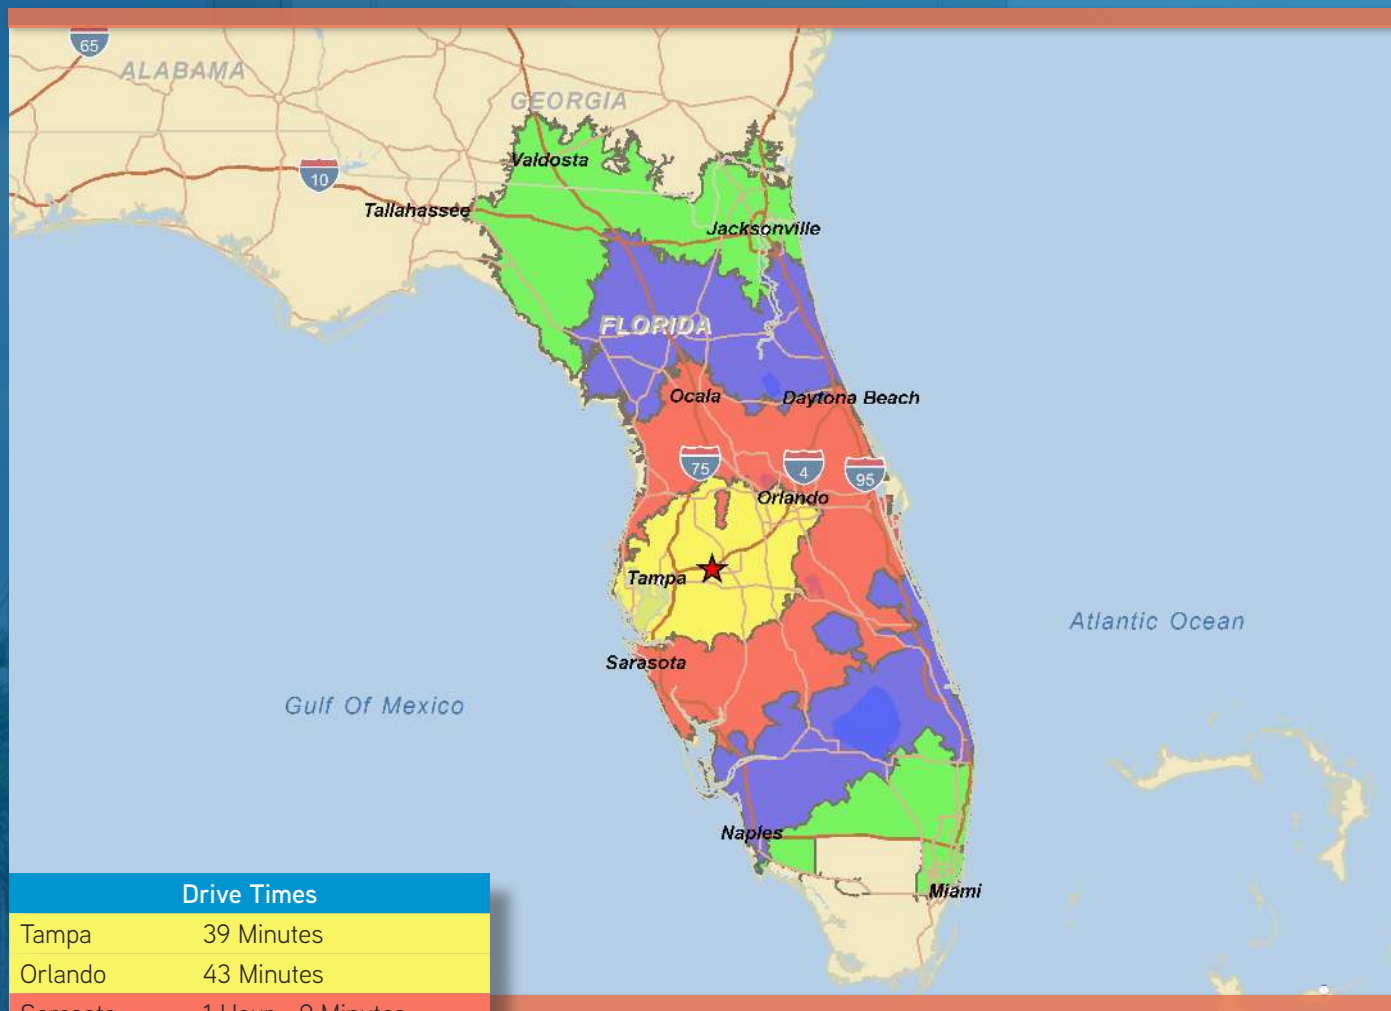 65
ALABAMA
GEORGIA
Valdosta
10
Tallahassee
Jacksonville
FLORIDA
Ocala
Daytona Beach
75
4
95
Orlando
Tampa
Atlantic Ocean
Sarasota
Gulf Of Mexico
Naples
Miami
Drive Times
Tampa 39 Minutes
Orlando 43 Minutes